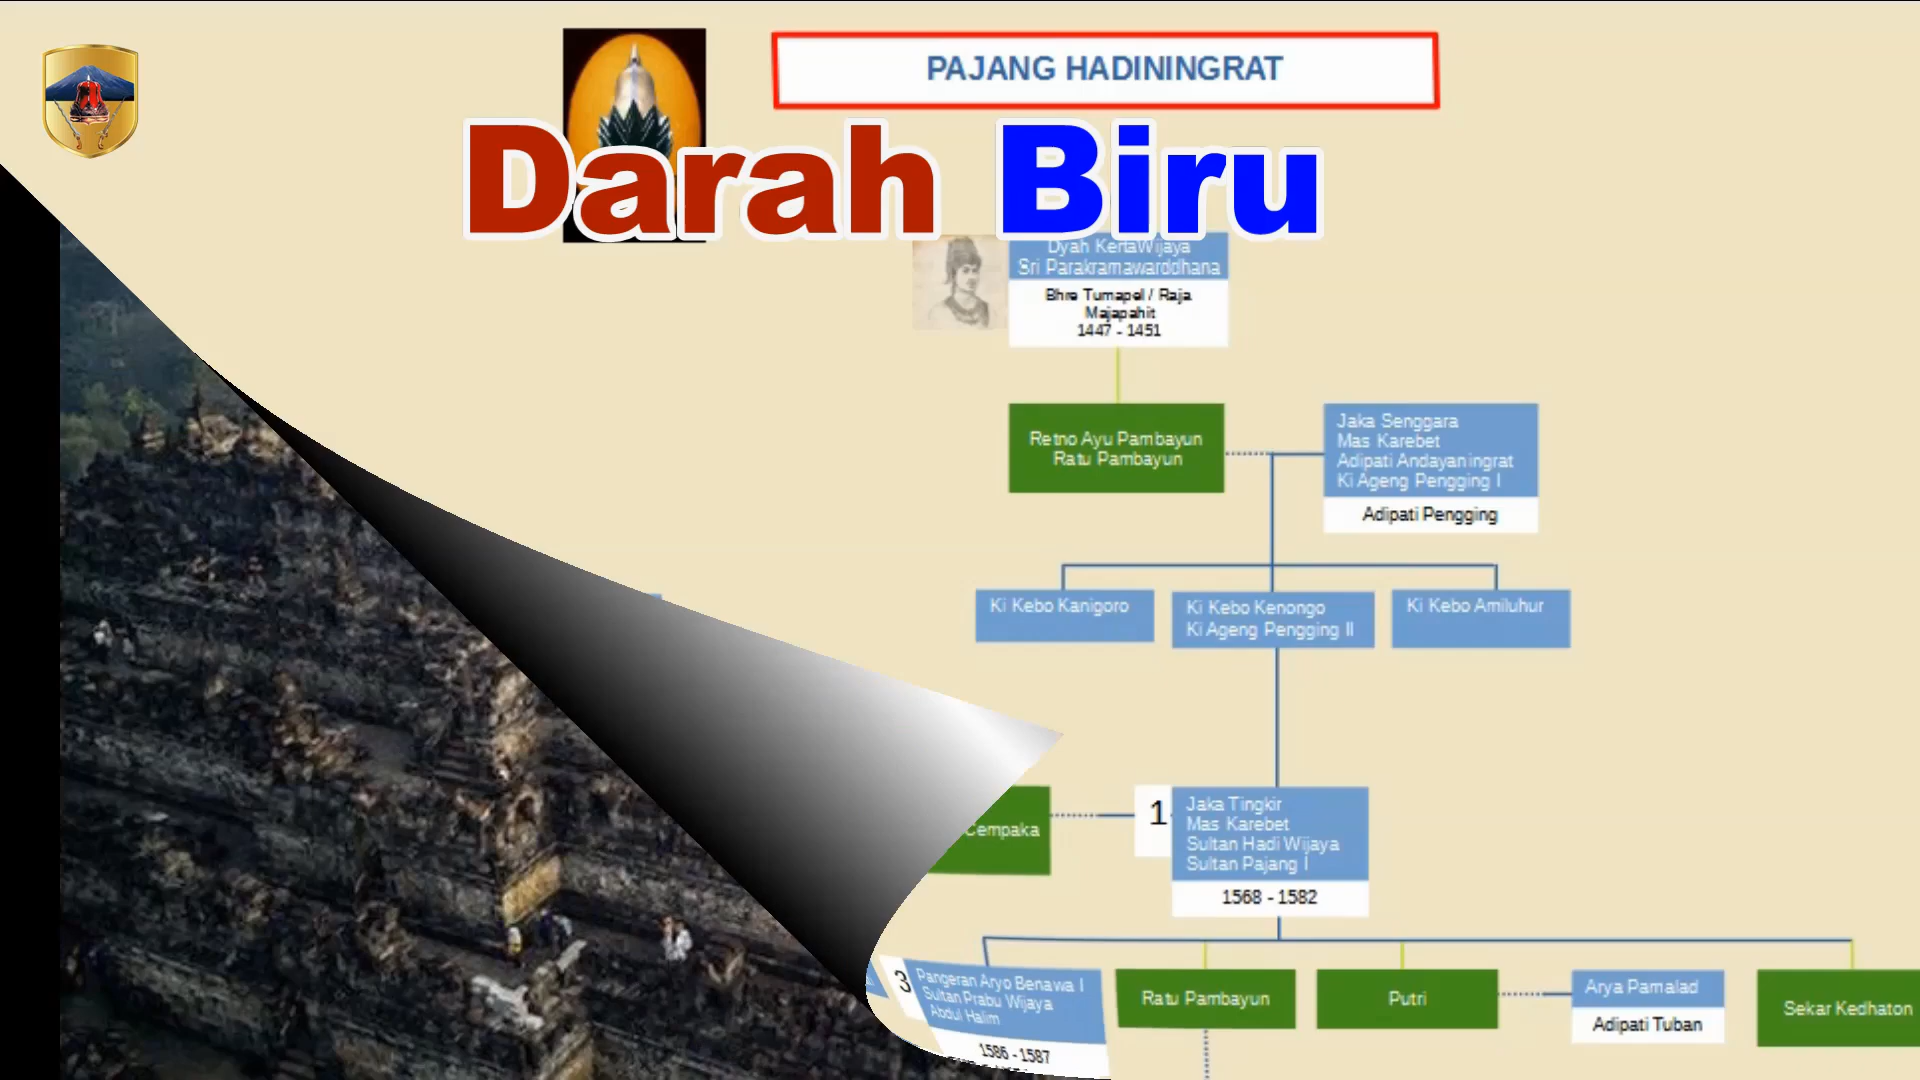 PAJANG HADININGRAT
Darah Biru
Dyah KertaWijaya
Sri Parakramawarddhana
Bhre Tumapel / Raja
Majapahit
1447 - 1451
Retno Ayu Pambayun
Ratu Pambayun
Jaka Senggara
Mas Karebet
Adipati Andayaningrat
Ki Ageng Pengging I
Adipati Pengging
Ki Kebo Kanigoro
Ki Kebo Kenongo
Ki Ageng Pengging II
Ki Kebo Amiluhur
Cempaka
1
Jaka Tingkir
Mas Karebet
Sultan Hadi Wijaya
Sultan Pajang I
1568 - 1582
3
Pangeran Aryo Benawa I
Sultan Prabu Wijaya
Abdul Halim
1586 - 1587
Ratu Pambayun
Putri
Arya Pamalad
Adipati Tuban
Sekar Kedhaton